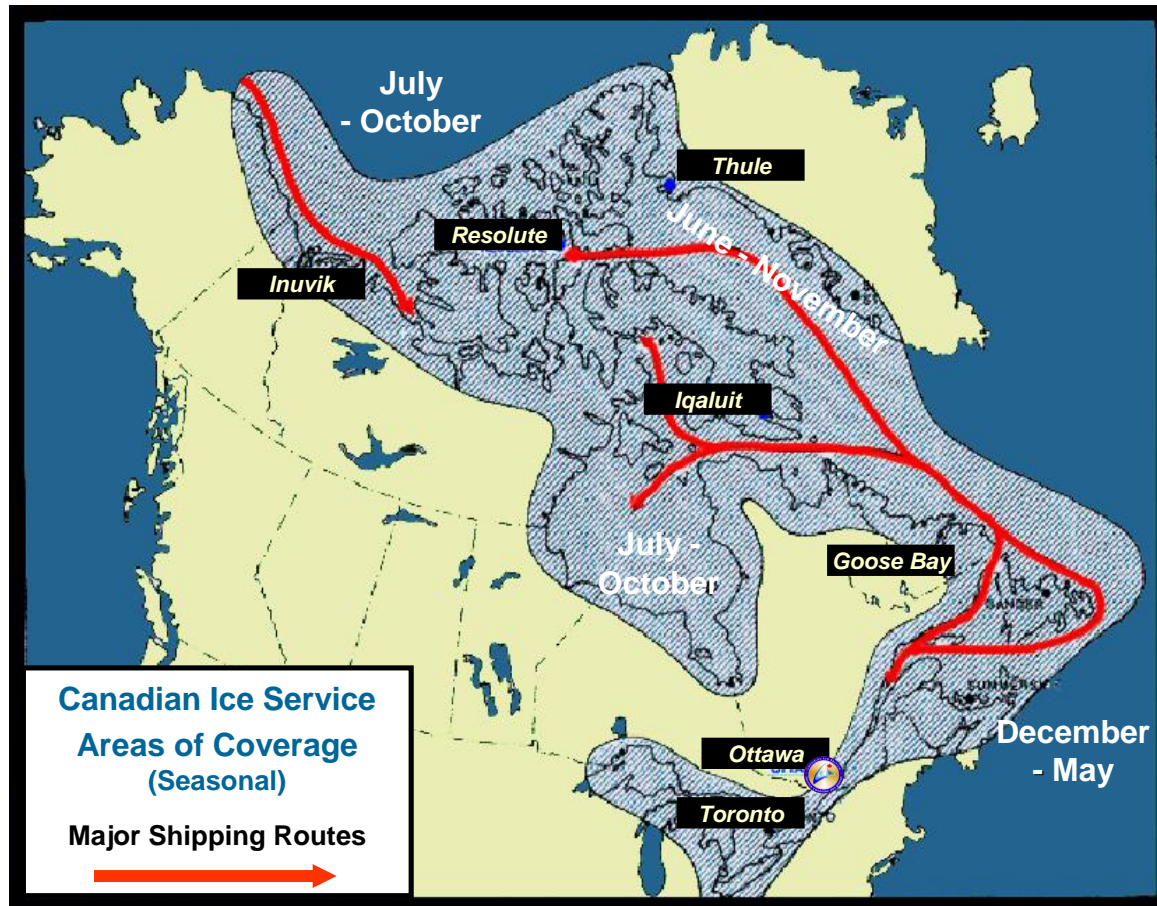 July
- October
Thule
Resolute
June - November
Inuvik
Iqaluit
July -
October
Goose Bay
GANDER
Canadian Ice Service
Areas of Coverage
(Seasonal)
December
- May
Ottawa
Toronto
Major Shipping Routes